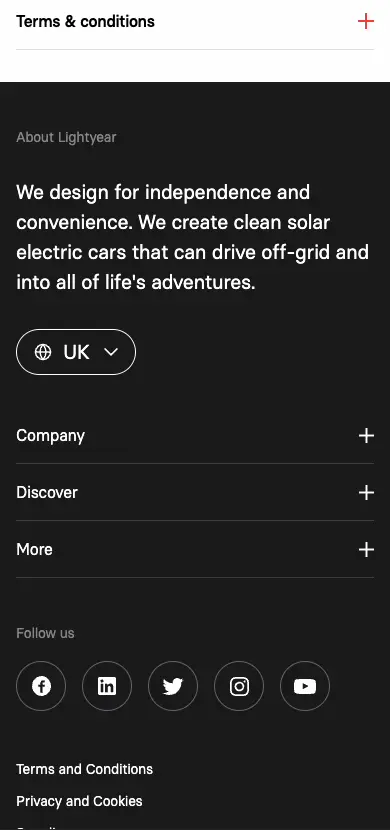 Terms & conditions
About Lightyear
We design for independence and
convenience. We create clean solar
electric cars that can drive off-grid and
into all of life's adventures.
UK
Company
Discover
More
Follow us
Terms and Conditions
Privacy and Cookies